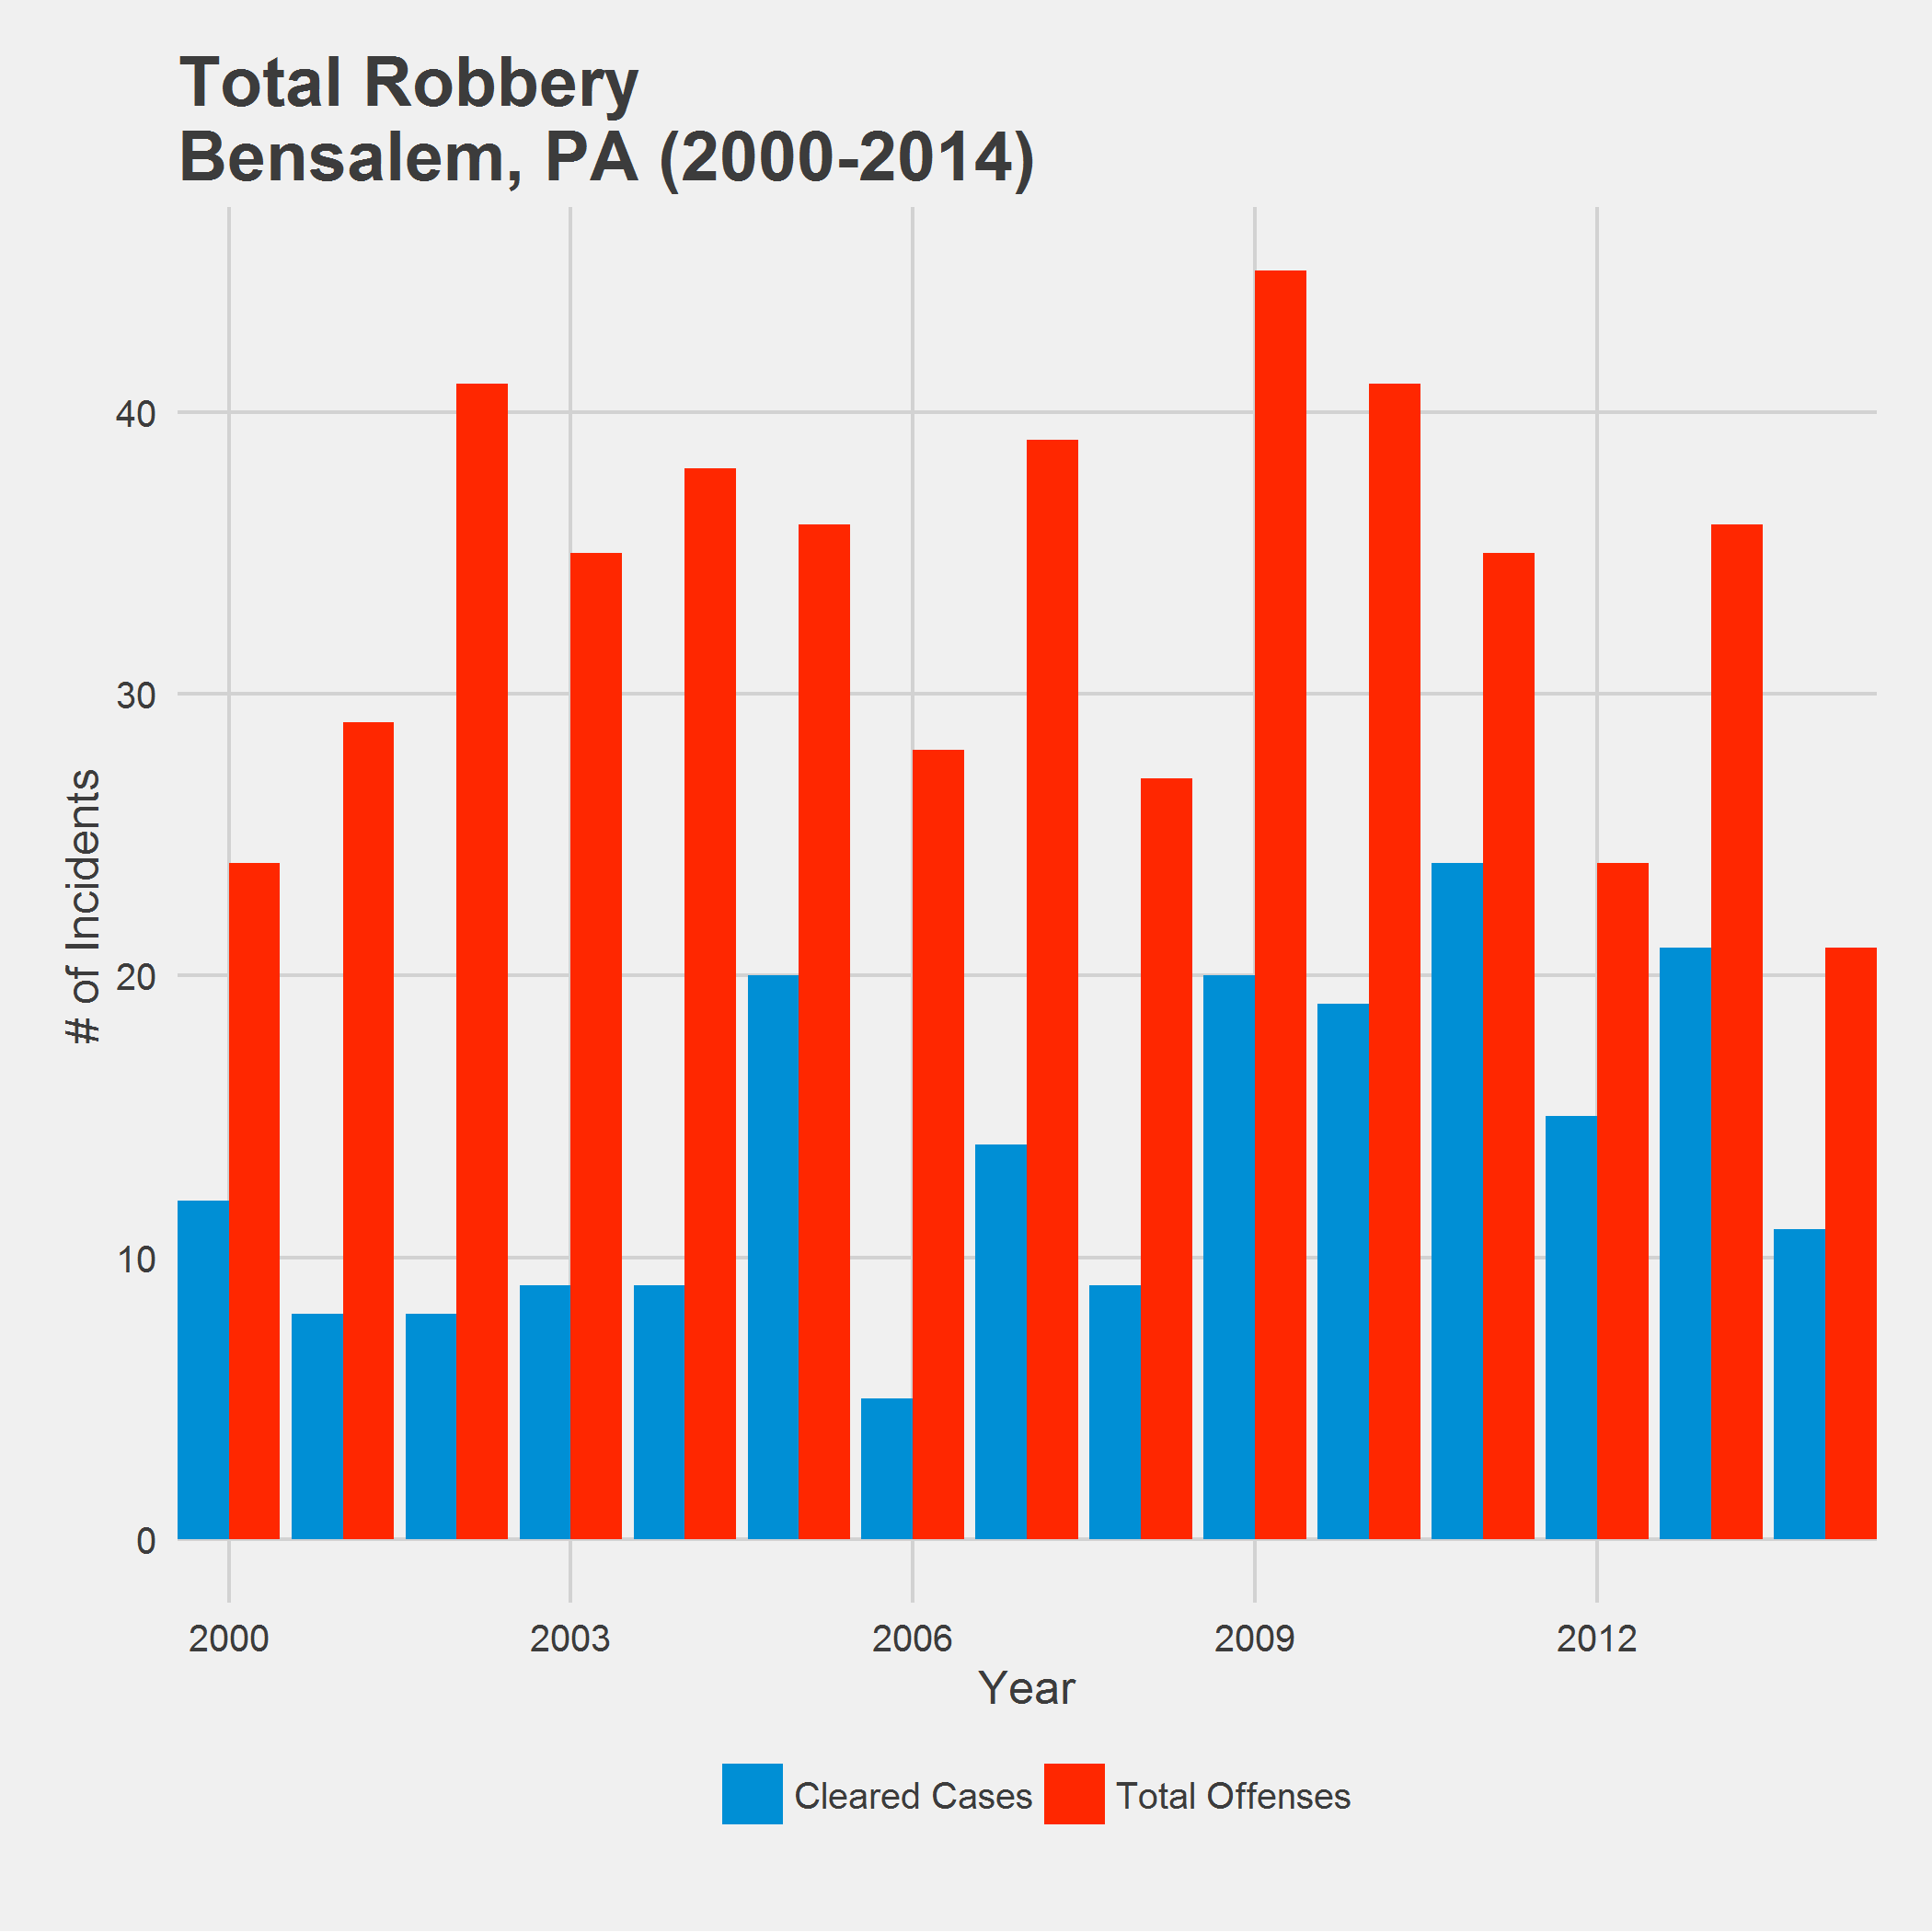 Total Robbery
Bensalem, PA (2000-2014)
# of Incidents
40
30
20
10
0
2000 2003 2006 2009 2012
Year
Cleared Cases Total Offenses